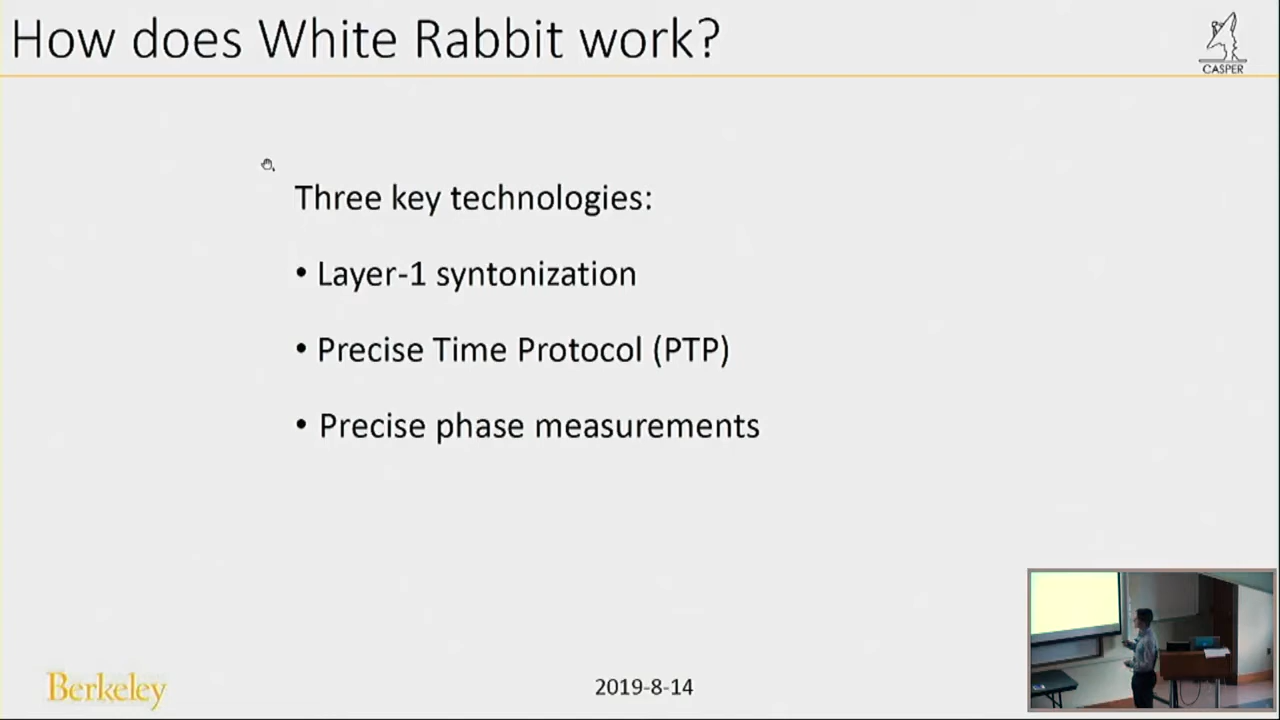 How does White Rabbit work?
CASPER
Three key technologies:
• Layer-1 syntonization
• Precise Time Protocol (PTP)
• Precise phase measurements
Berkeley
2019-8-14